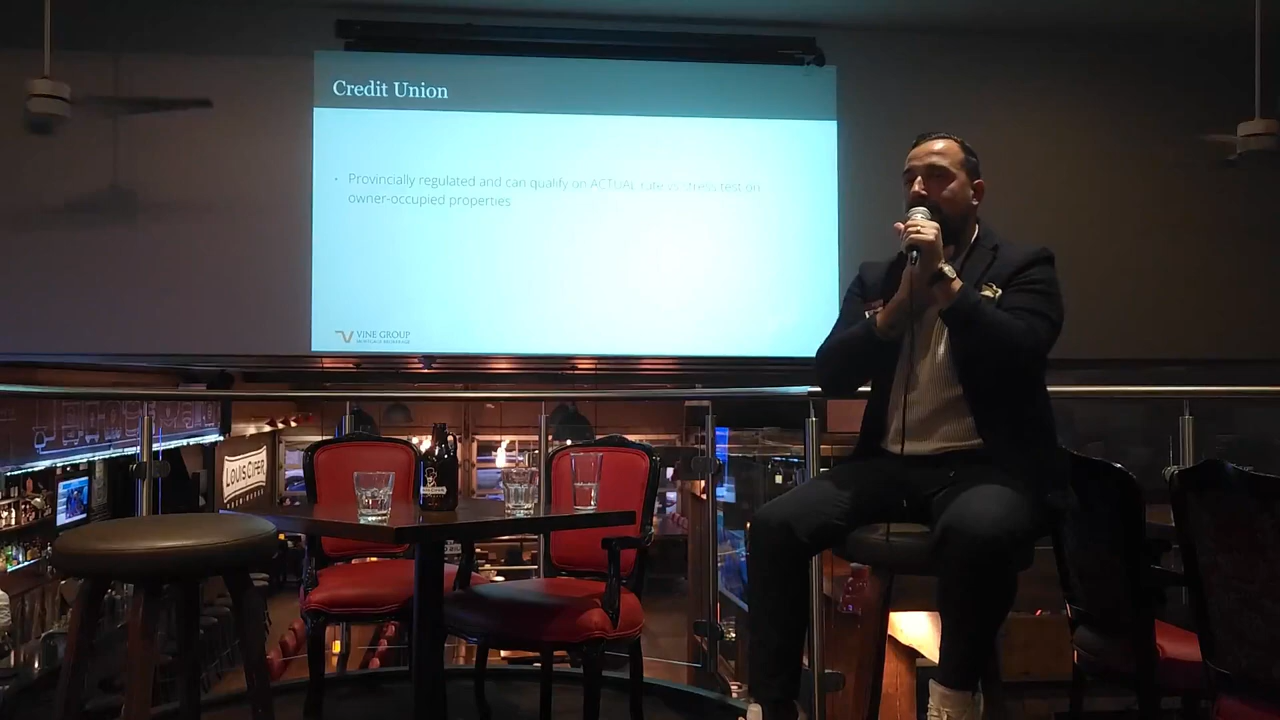 Credit Union
• Provincially regulated and can qualify on ACTUAL rate vs stress test on
owner-occupied properties
VINE GROUP
LOUIS CIFER